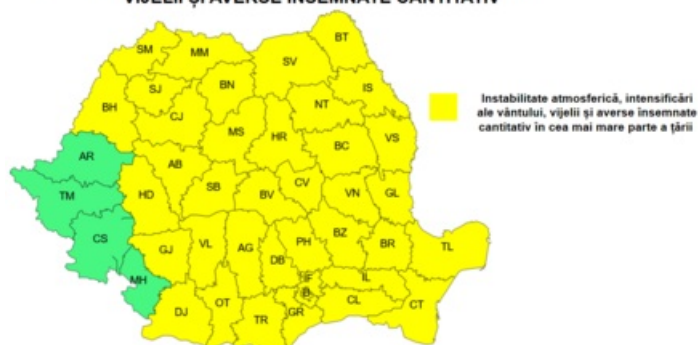 VIJELII ȘI AVERSE ÎNSEMNATE CANTITATIV
BT
SM
MM
SV
SJ
BN
IS
BH
CJ
NT
MS
HR
VS
BC
AR
AB
TM
HD
SB
BV
CV
VN
GL
CS
GJ
VL
AG
PH
BZ
BR
TL
DB
MH
IF
IL
B
CL
CT
DJ
OT
TR
GR
Instabilitate atmosferică, intensificări
ale vântului, vijelii și averse însemnate
cantitativ în cea mai mare parte a țării